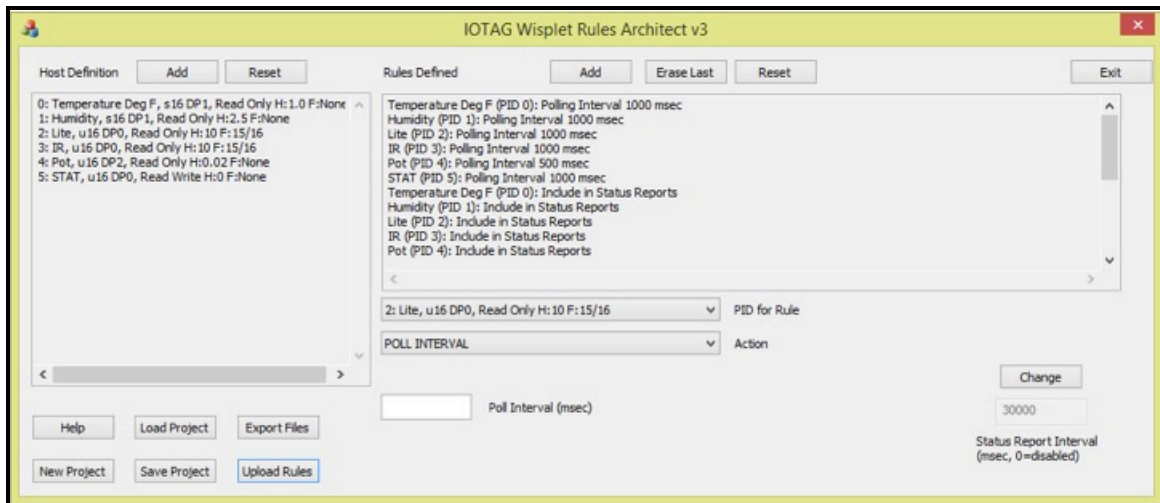 IOTAG Wisplet Rules Architect v3
Host Definition Add Reset
Rules Defined Add Erase Last Reset Exit
0: Temperature Deg F, s16 DP1, Read Only H:1.0 F:None
1: Humidity, s16 DP1, Read Only H:2.5 F:None
2: Lite, u16 DP0, Read Only H:10 F:15/16
3: IR, u16 DP0, Read Only H:10 F:15/16
4: Pot, u16 DP2, Read Only H:0.02 F:None
5: STAT, u16 DP0, Read Write H:0 F:None
Temperature Deg F (PID 0): Polling Interval 1000 msec
Humidity (PID 1): Polling Interval 1000 msec
Lite (PID 2): Polling Interval 1000 msec
IR (PID 3): Polling Interval 1000 msec
Pot (PID 4): Polling Interval 500 msec
STAT (PID 5): Polling Interval 1000 msec
Temperature Deg F (PID 0): Include in Status Reports
Humidity (PID 1): Include in Status Reports
Lite (PID 2): Include in Status Reports
IR (PID 3): Include in Status Reports
Pot (PID 4): Include in Status Reports
2: Lite, u16 DP0, Read Only H:10 F:15/16 PID for Rule
POLL INTERVAL Action
Poll Interval (msec)
Change
30000
Status Report Interval
(msec, 0=disabled)
Help Load Project Export Files
New Project Save Project Upload Rules